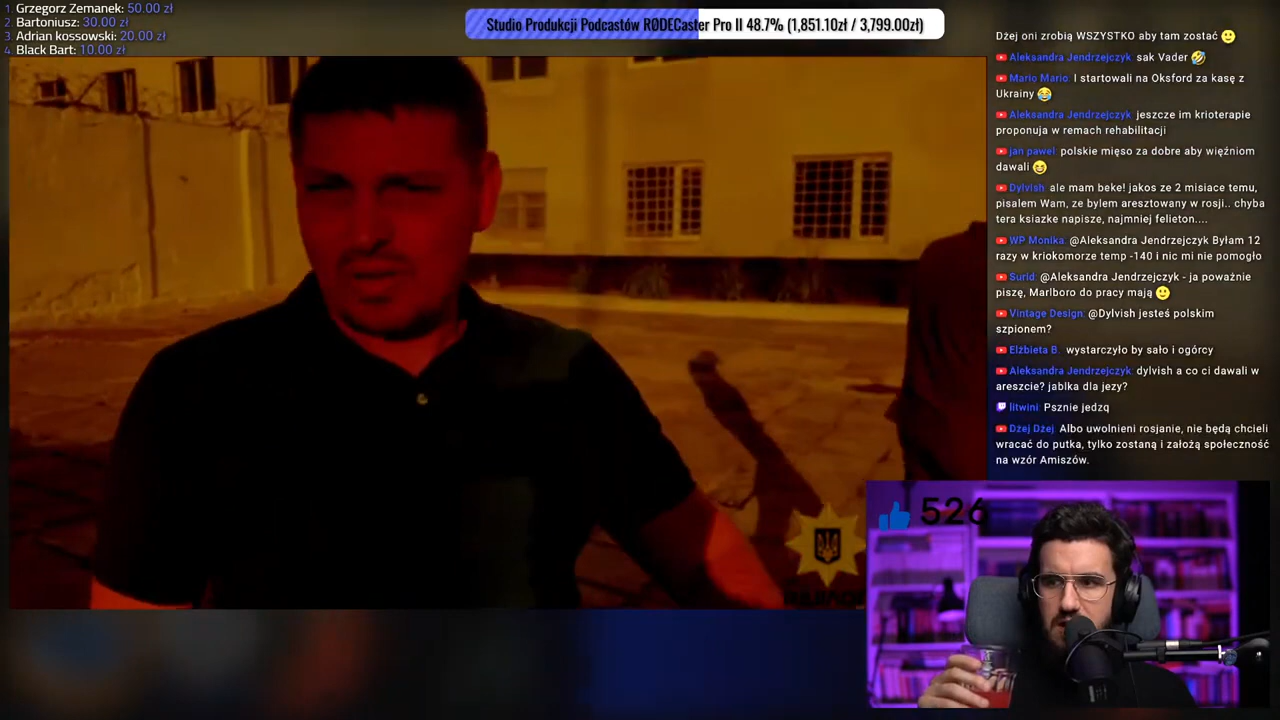 1. Grzegorz Zemanek: 50.00 zł
2. Bartoniusz: 30.00 zł
3. Adrian kossowski: 20.00 zł
4. Black Bart: 10.00 zł
Studio Produkcji Podcastów RØDECaster Pro II 48.7% (1,851.10zł / 3,799.00zł)
Dżej oni zrobią WSZYSTKO aby tam zostać 🙂
Aleksandra Jendrzejczyk sak Vader 🤣
Mario Mario: I startowali na Oksford za kasę z
Ukrainy 😂
Aleksandra Jendrzejczyk: jeszcze im krioterapie
proponuja w remach rehabilitacji
jan paweł: polskie mięso za dobre aby więźniom
dawali 😆
Dylvish: ale mam beke! jakos ze 2 misiace temu,
pisalem Wam, ze bylem aresztowany w rosji.. chyba
tera ksiazke napisze, najmniej felieton....
WP Monika: @Aleksandra Jendrzejczyk Byłam 12
razy w kriokomorze temp -140 i nic mi nie pomogło
Surid: @Aleksandra Jendrzejczyk - ja poważnie
piszę, Marlboro do pracy mają 🙂
Vintage Design: @Dylvish jesteś polskim
szpionem?
Elżbieta B.: wystarczyło by sało i ogórcy
Aleksandra Jendrzejczyk: dylvish a co ci dawali w
areszcie? jablka dla jezy?
litwini: Psznie jedzą
Dżej Dżej: Albo uwolnieni rosjanie, nie będą chcieli
wracać do putka, tylko zostaną i założą społeczność
na wzór Amiszów.
526